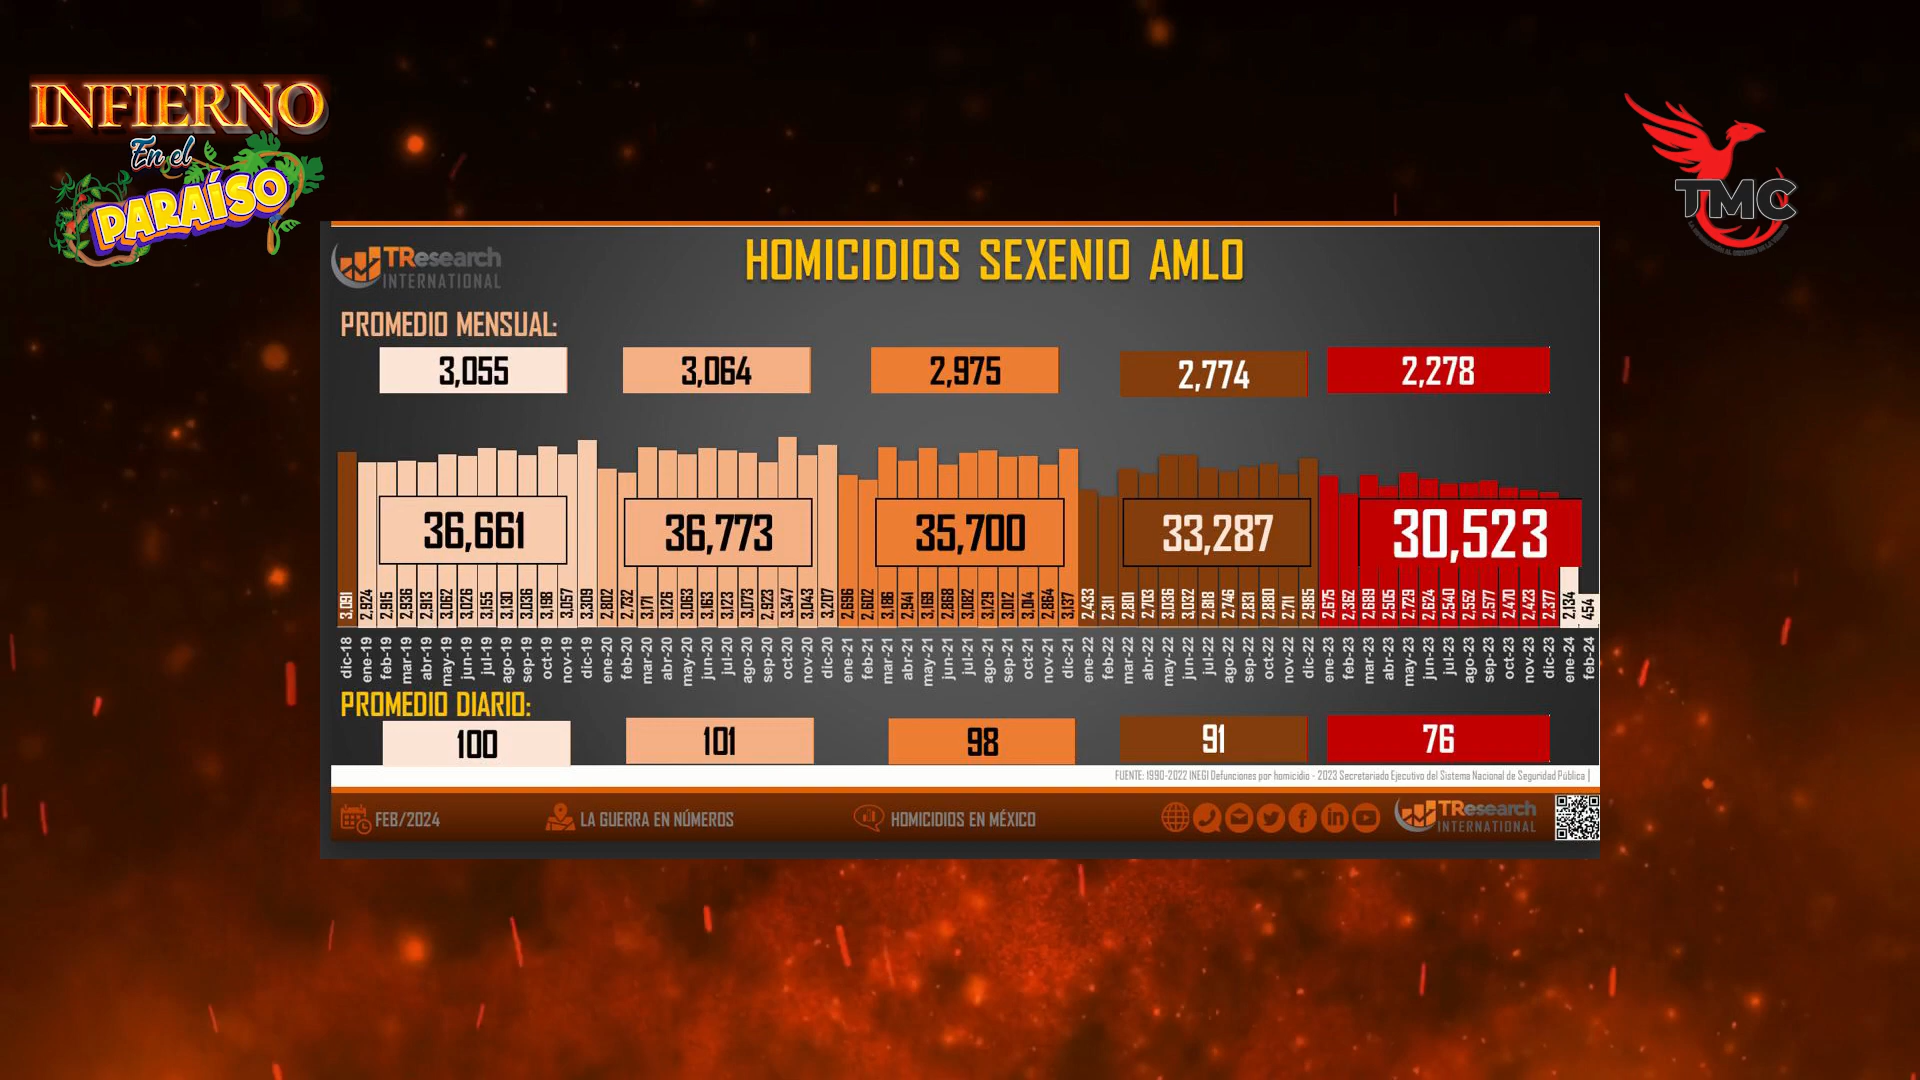 INFIERNO
En el
PARAÍSO
TMC
TResearch
INTERNATIONAL
HOMICIDIOS SEXENIO AMLO
PROMEDIO MENSUAL:
3,055 3,064 2,975 2,774 2,278
36,661 36,773 35,700 33,287 30,523
3,091 2,924 2,915 2,936 2,913 3,062 3,026 3,155 3,130 3,036 3,198 3,057 3,309 2,802 2,732 3,171 3,126 3,063 3,163 3,123 3,073 2,923 3,347 3,043 3,207 2,696 2,602 3,186 2,941 3,169 2,868 3,082 3,129 3,012 3,014 2,864 3,137 2,433 2,311 2,801 2,703 3,036 3,032 2,818 2,746 2,831 2,880 2,711 2,985 2,675 2,362 2,689 2,505 2,729 2,624 2,540 2,552 2,577 2,470 2,423 2,377 2,134 454
dic-18 ene-19 feb-19 mar-19 abr-19 may-19 jun-19 jul-19 ago-19 sep-19 oct-19 nov-19 dic-19 ene-20 feb-20 mar-20 abr-20 may-20 jun-20 jul-20 ago-20 sep-20 oct-20 nov-20 dic-20 ene-21 feb-21 mar-21 abr-21 may-21 jun-21 jul-21 ago-21 sep-21 oct-21 nov-21 dic-21 ene-22 feb-22 mar-22 abr-22 may-22 jun-22 jul-22 ago-22 sep-22 oct-22 nov-22 dic-22 ene-23 feb-23 mar-23 abr-23 may-23 jun-23 jul-23 ago-23 sep-23 oct-23 nov-23 dic-23 ene-24 feb-24
PROMEDIO DIARIO:
100 101 98 91 76
FUENTE: 1990-2022 INEGI Defunciones por homicidio - 2023 Secretariado Ejecutivo del Sistema Nacional de Seguridad Pública |
FEB/2024 LA GUERRA EN NÚMEROS HOMICIDIOS EN MÉXICO TResearch
INTERNATIONAL